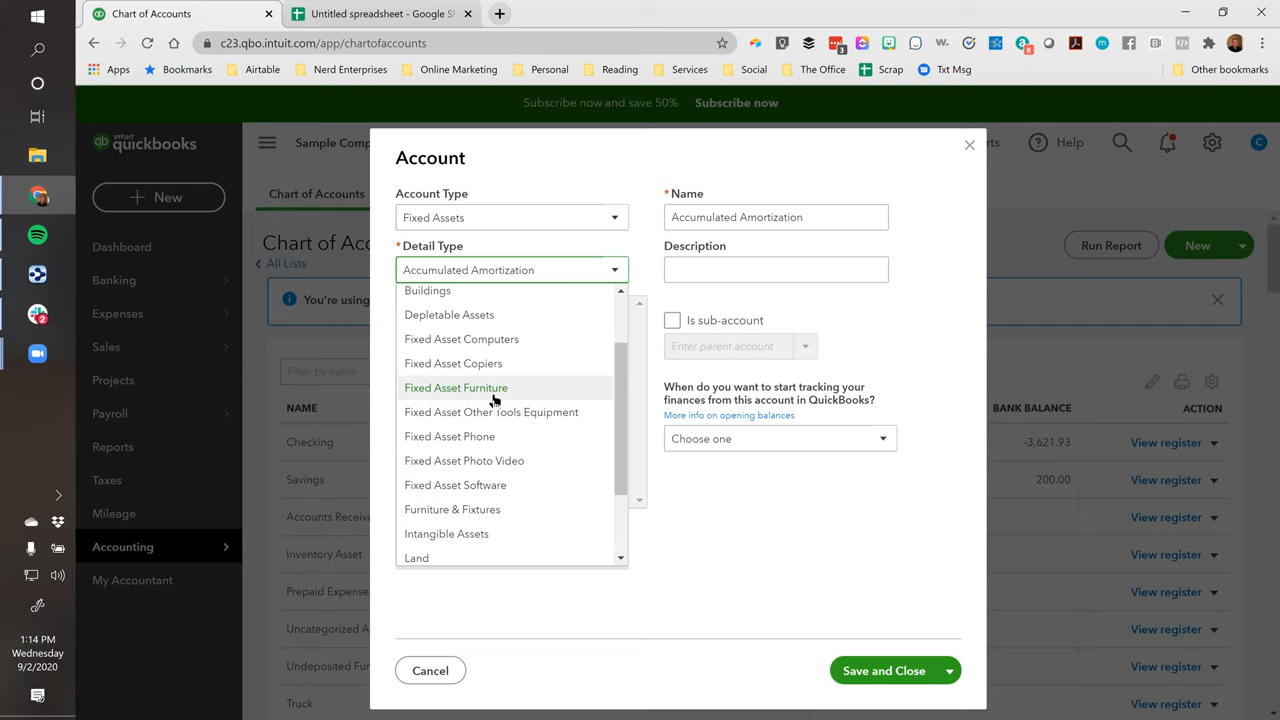 Chart of Accounts
Untitled spreadsheet - Google Sh
c23.qbo.intuit.com/app/chartofaccounts
3
8
Apps
Bookmarks
Airtable
Nerd Enterprises
Online Marketing
Personal
Reading
Services
Social
The Office
Scrap
Txt Msg
Other bookmarks
Subscribe now and save 50% Subscribe now
intuit
quickbooks
Sample Comp
rts
Help
C
New
Dashboard
Banking
Expenses
Sales
Projects
Payroll
Reports
Taxes
Mileage
Accounting
My Accountant
Chart of Accounts
Chart of Acc
All Lists
Run Report
New
You're using
Filter by name
NAME
BANK BALANCE
ACTION
Checking
-3,621.93
View register
Savings
200.00
View register
Accounts Receiva
View register
Inventory Asset
View register
Prepaid Expense
View register
Uncategorized A
View register
Undeposited Fun
View register
Truck
View register
Account
Account Type
Fixed Assets
* Detail Type
Accumulated Amortization
Buildings
Depletable Assets
Fixed Asset Computers
Fixed Asset Copiers
Fixed Asset Furniture
Fixed Asset Other Tools Equipment
Fixed Asset Phone
Fixed Asset Photo Video
Fixed Asset Software
Furniture & Fixtures
Intangible Assets
Land
* Name
Accumulated Amortization
Description
Is sub-account
Enter parent account
When do you want to start tracking your
finances from this account in QuickBooks?
More info on opening balances
Choose one
Cancel
Save and Close
1:14 PM
Wednesday
9/2/2020